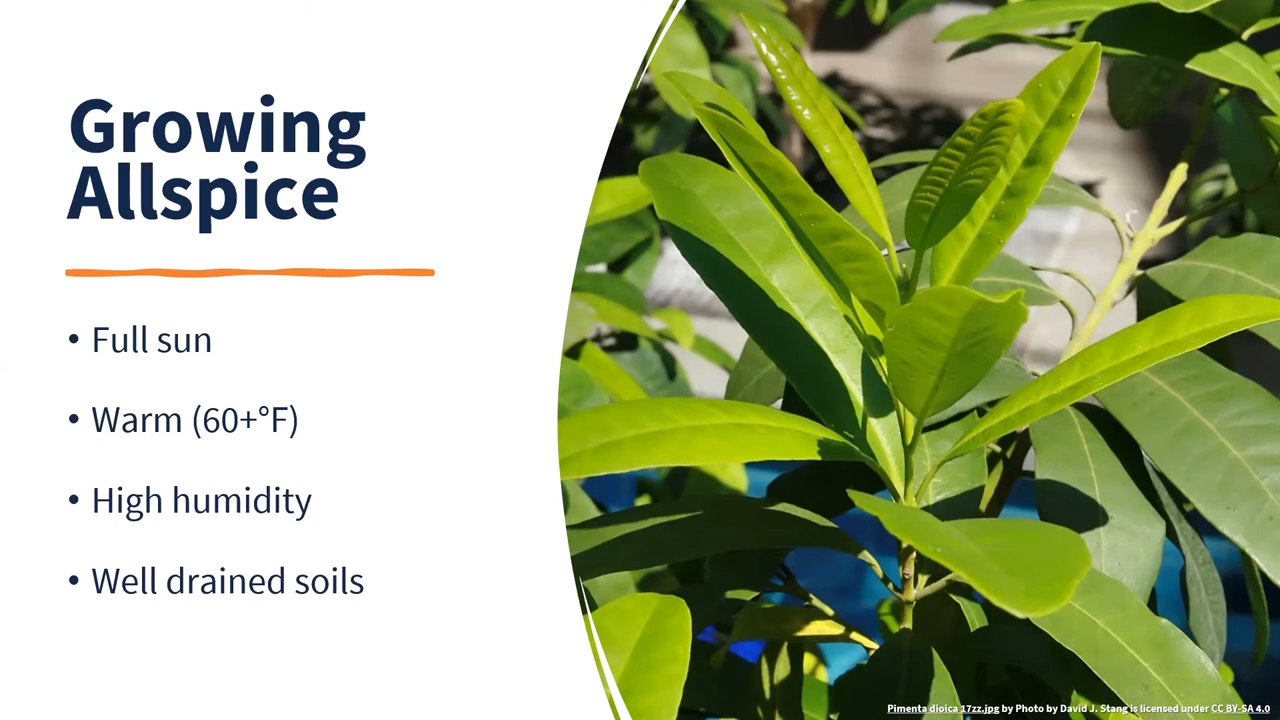 Growing
Allspice
• Full sun
• Warm (60+°F)
• High humidity
• Well drained soils
Pimenta dioica 17zz.jpg by Photo by David J. Stang is licensed under CC BY-SA 4.0